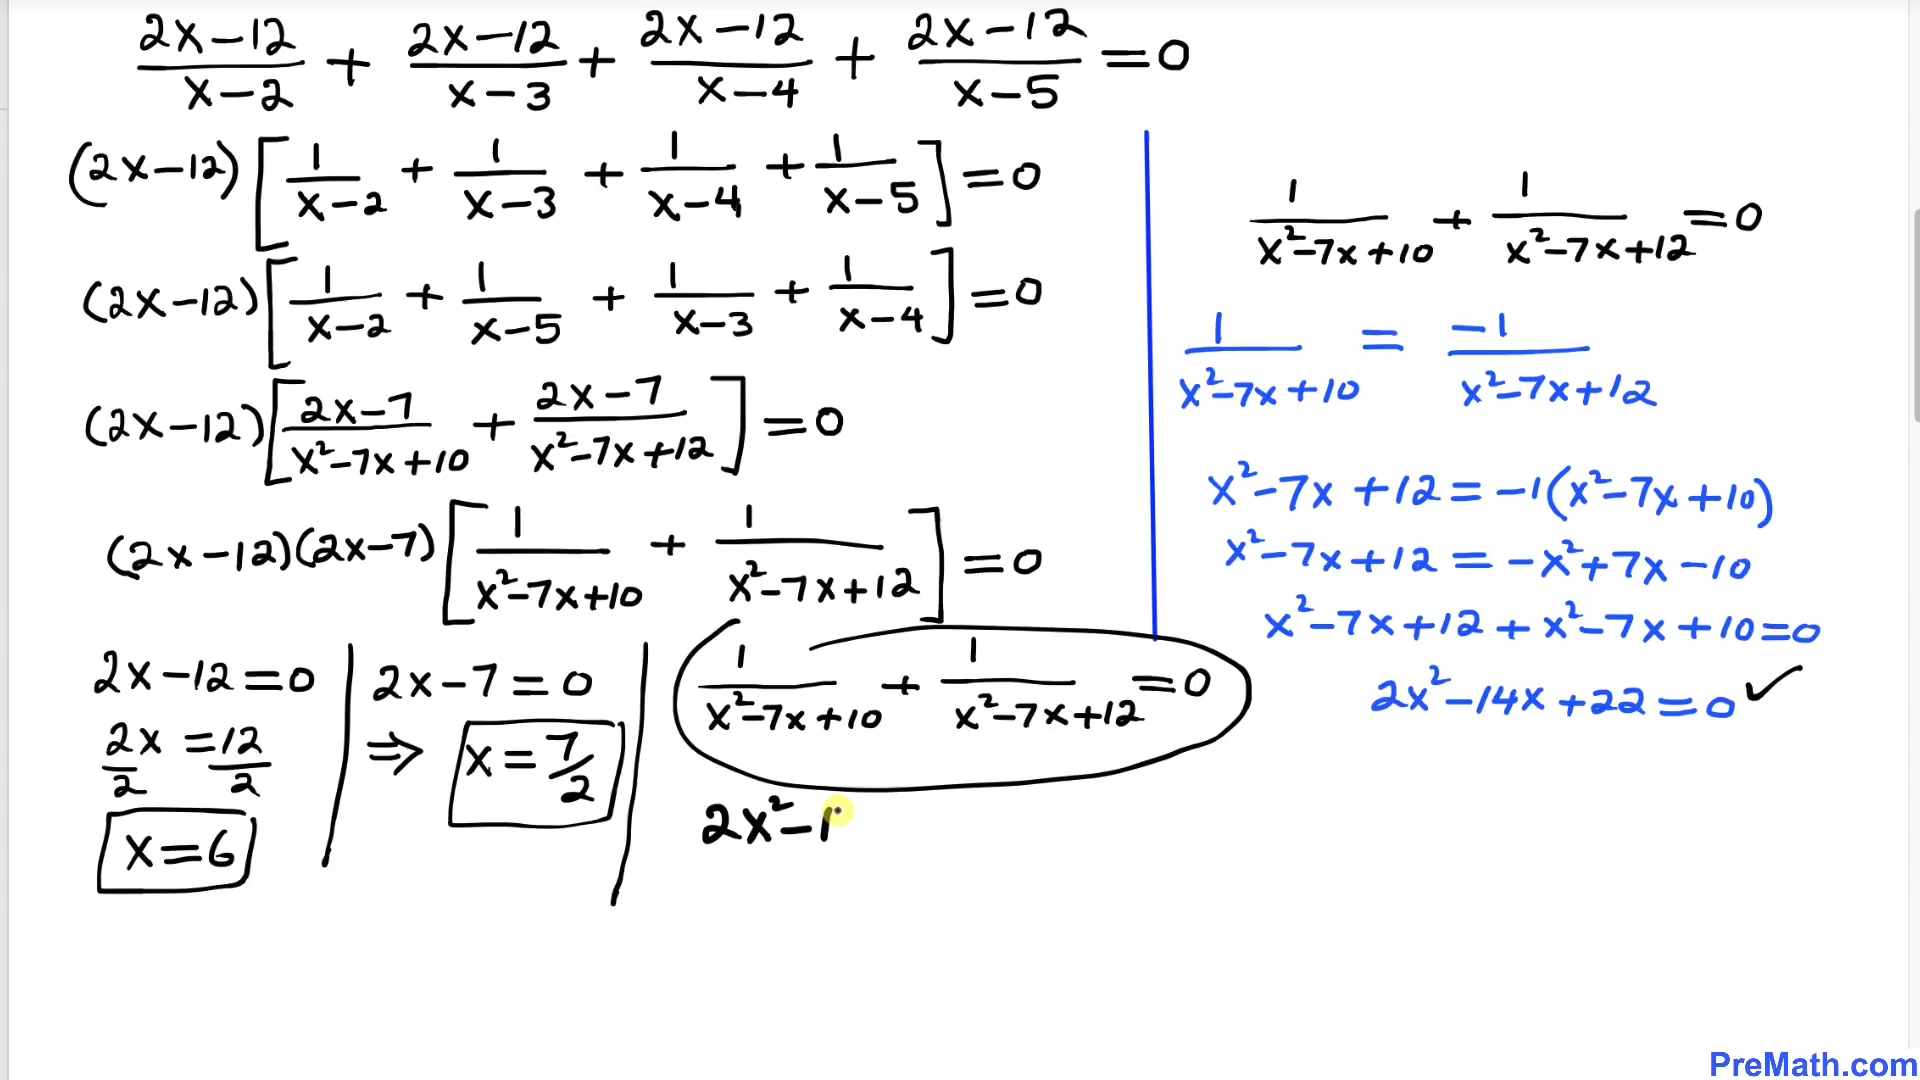 (2x-12)/(x-2) + (2x-12)/(x-3) + (2x-12)/(x-4) + (2x-12)/(x-5) = 0
(2x-12)[1/(x-2) + 1/(x-3) + 1/(x-4) + 1/(x-5)] = 0
(2x-12)[1/(x-2) + 1/(x-5) + 1/(x-3) + 1/(x-4)] = 0
(2x-12)[(2x-7)/(x²-7x+10) + (2x-7)/(x²-7x+12)] = 0
(2x-12)(2x-7)[1/(x²-7x+10) + 1/(x²-7x+12)] = 0
2x-12=0
2x/2 = 12/2
x=6
2x-7=0
⇒ x=7/2
1/(x²-7x+10) + 1/(x²-7x+12) = 0
2x²-1
1/(x²-7x+10) + 1/(x²-7x+12) = 0
1/(x²-7x+10) = -1/(x²-7x+12)
x²-7x+12 = -1(x²-7x+10)
x²-7x+12 = -x²+7x-10
x²-7x+12+x²-7x+10=0
2x²-14x+22=0 ✓
PreMath.com